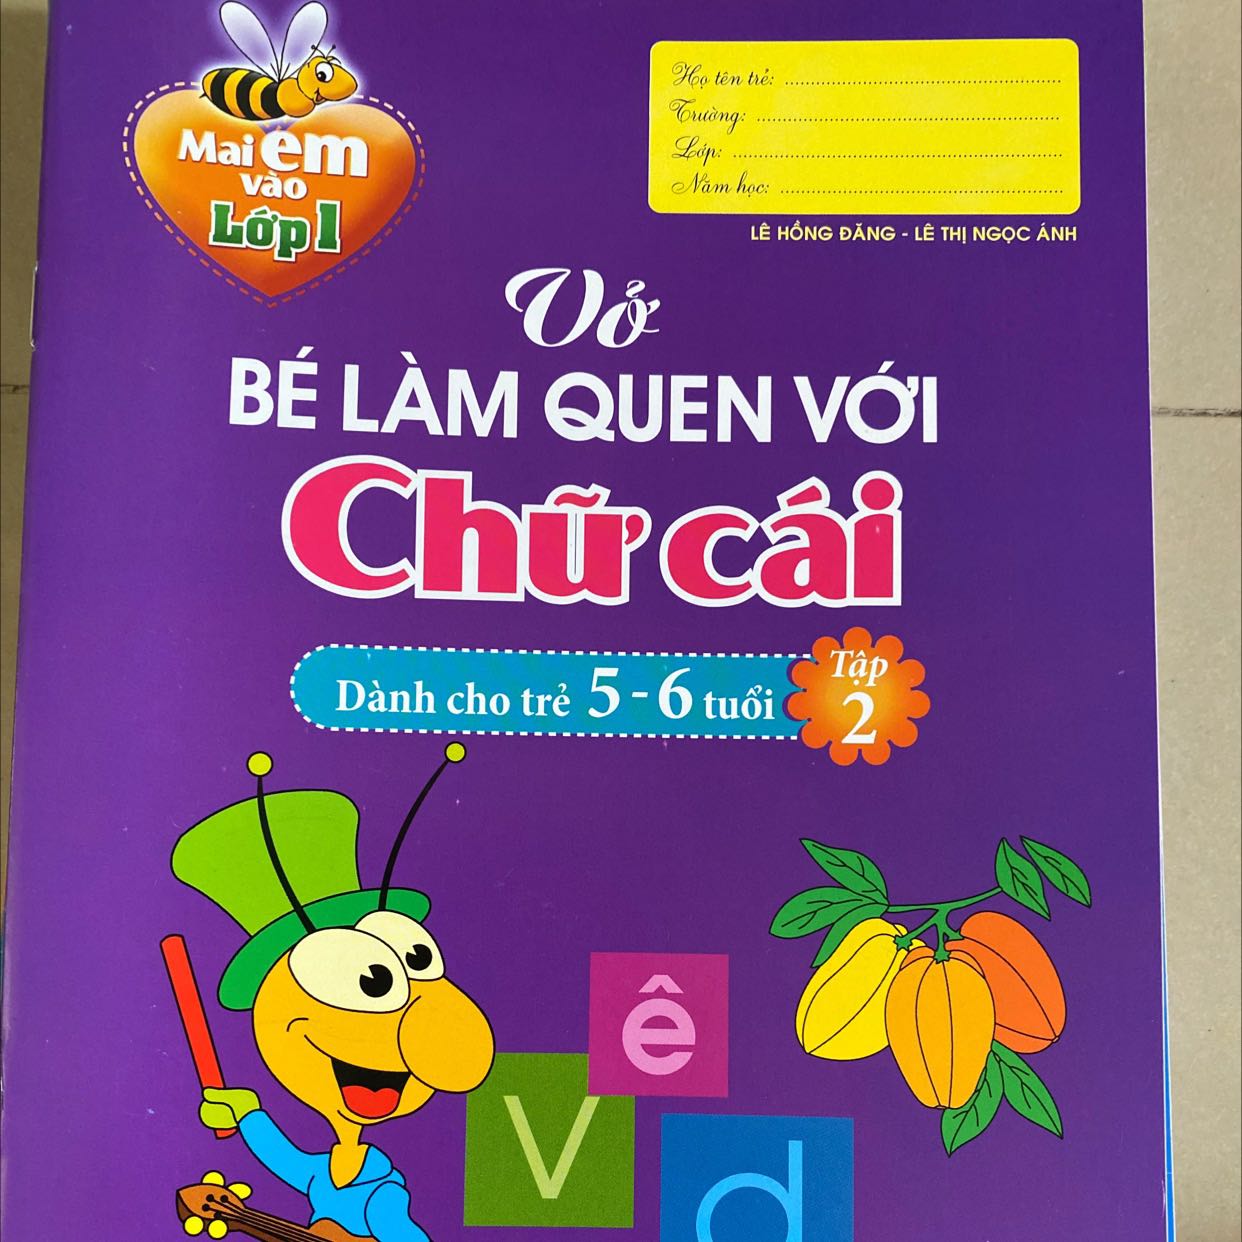 Mai em
vào
Lớp 1
Họ tên trẻ:
Trường:
Lớp:
Năm học:
LÊ HỒNG ĐĂNG - LÊ THỊ NGỌC ÁNH
Vở
BÉ LÀM QUEN VỚI
Chữ cái
Dành cho trẻ 5 - 6 tuổi
Tập
2
ê
V
d